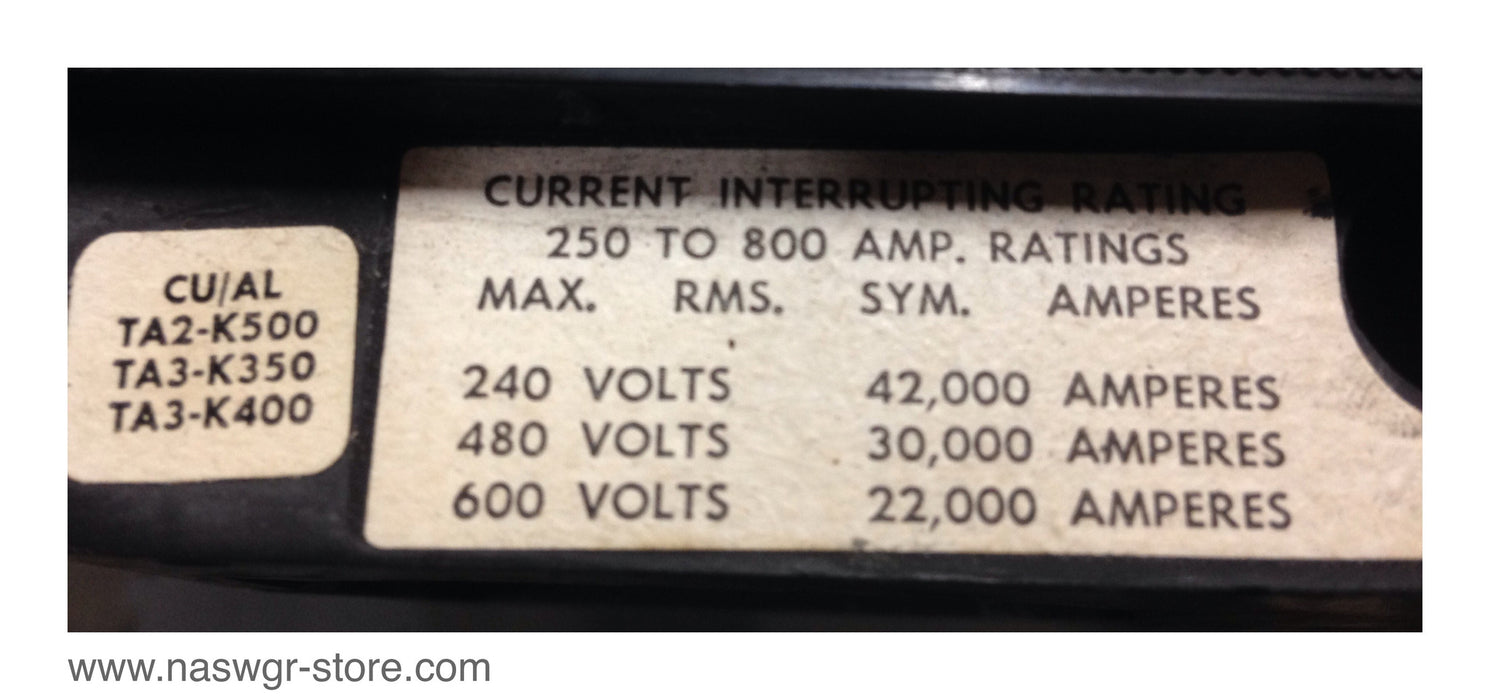 CURRENT INTERRUPTING RATING
250 TO 800 AMP. RATINGS
MAX. RMS. SYM. AMPERES
240 VOLTS 42,000 AMPERES
480 VOLTS 30,000 AMPERES
600 VOLTS 22,000 AMPERES
CU/AL
TA2-K500
TA3-K350
TA3-K400
www.naswgr-store.com